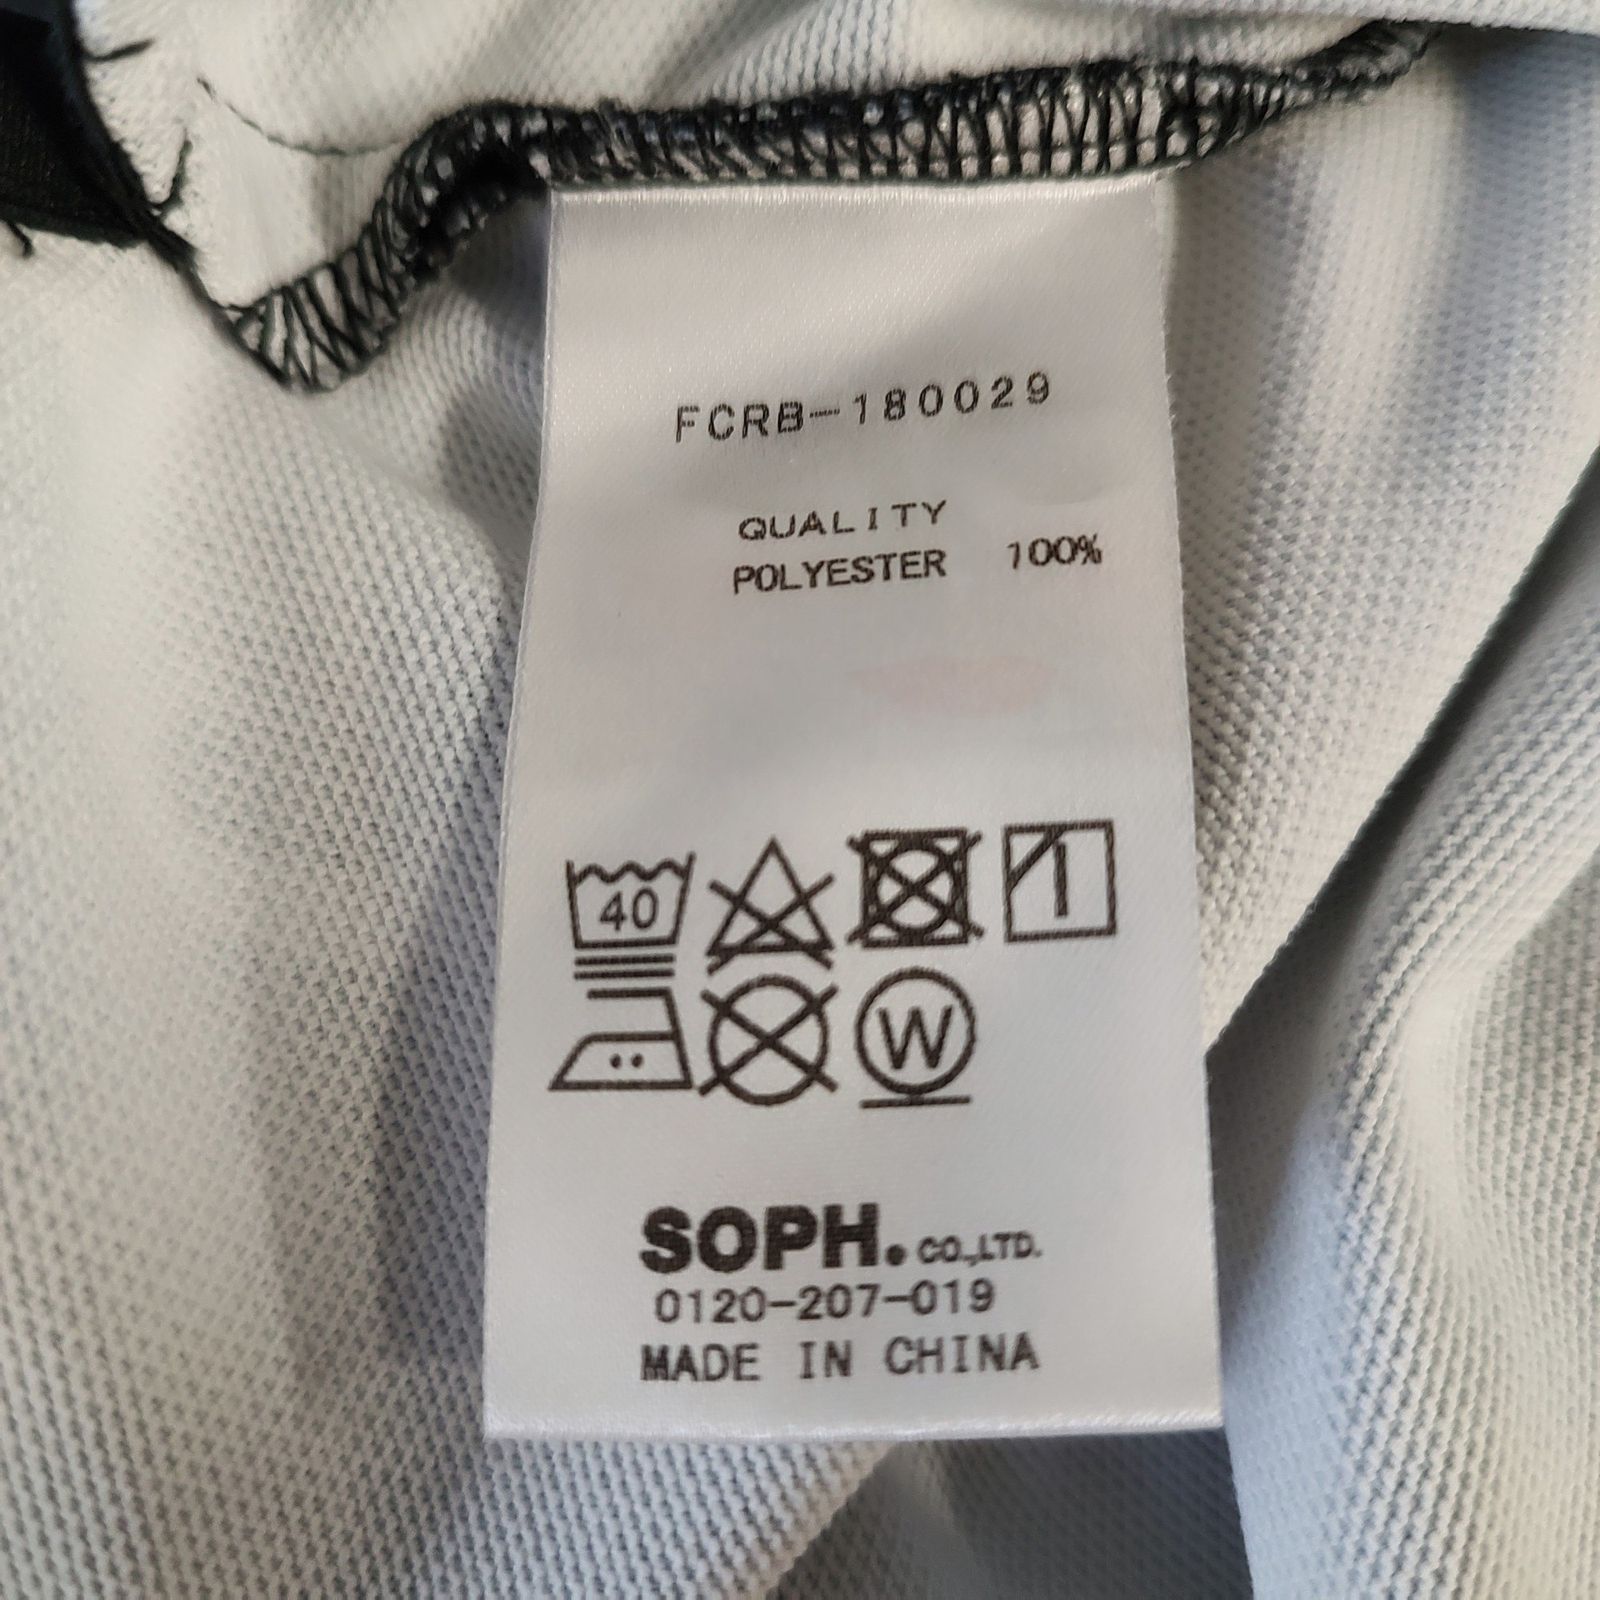 FCRB-180029
QUALITY
POLYESTER 100%
40
W
SOPH. CO.,LTD.
0120-207-019
MADE IN CHINA